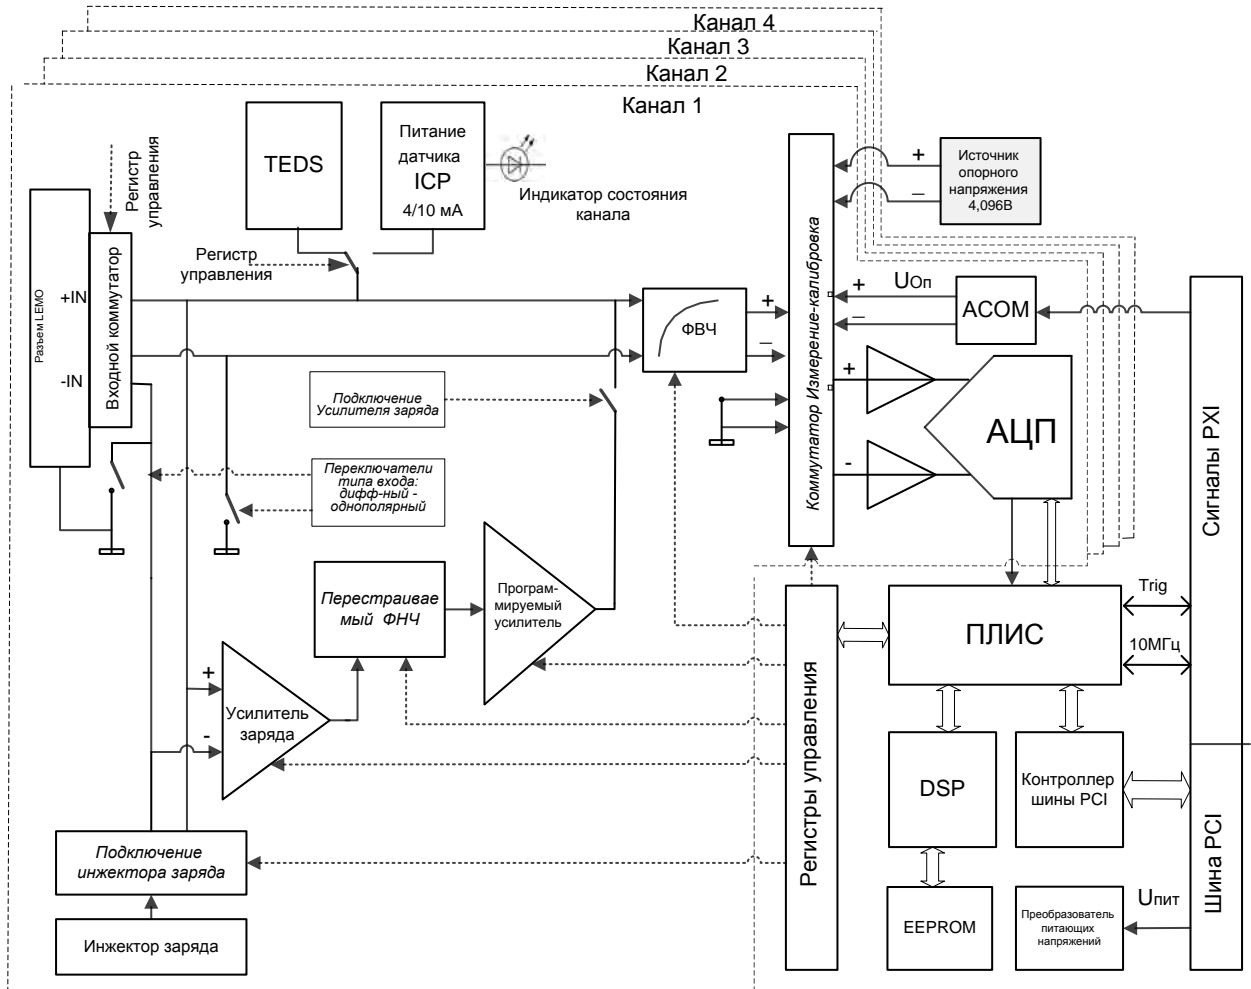 Канал 4
Канал 3
Канал 2
Канал 1
Регистр
управления
TEDS
Питание
датчика
ICP
4/10 мА
Индикатор состояния
канала
Источник
опорного
напряжения
4,096В
+
_
Разъем LEMO
+IN
-IN
Входной коммутатор
Регистр
управления
ФВЧ
+
_
Коммутатор Измерение-калибровка
+
_
Uоп
ACOM
+
-
АЦП
Сигналы PXI
Подключение
Усилителя заряда
Переключатели
типа входа:
дифф-ный -
однополярный
Перестраивае
мый ФНЧ
Програм-
мируемый
усилитель
ПЛИС
Trig
10МГц
+
-
Усилитель
заряда
Регистры управления
DSP
Контроллер
шины PCI
Шина PCI
Подключение
инжектора заряда
Инжектор заряда
EEPROM
Преобразователь
питающих
напряжений
Uпит